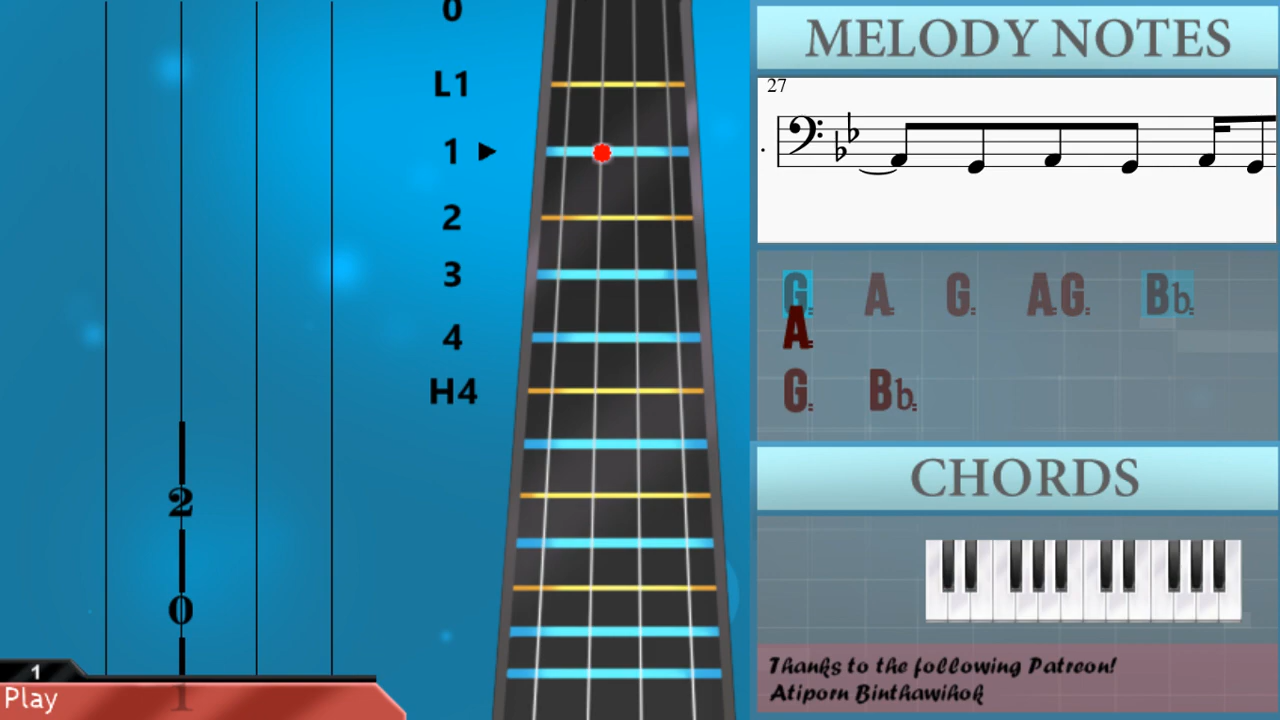 0
L1
1
2
3
4
H4
2
0
1
1
Play
MELODY NOTES
27
G A G AG Bb
A
G Bb
CHORDS
Thanks to the following Patreon!
Atiporn Binthawihok